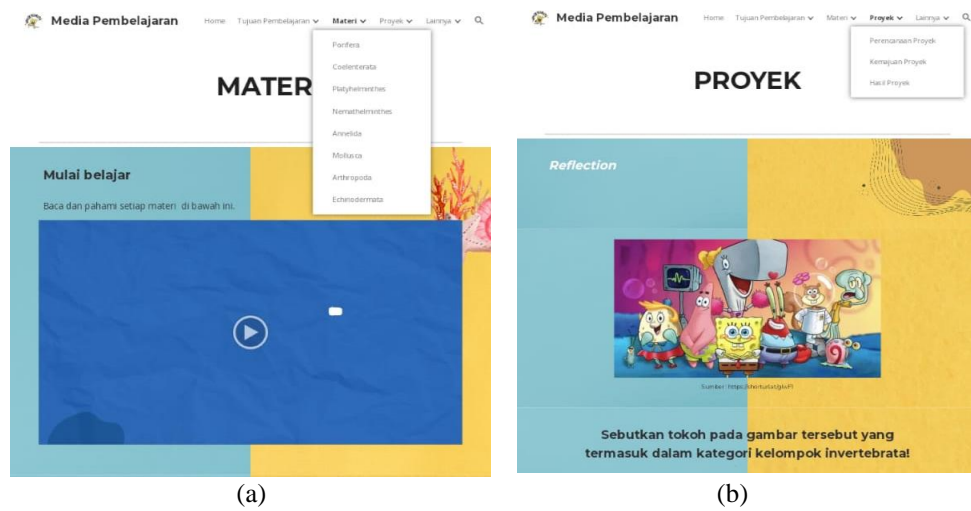 Media Pembelajaran
Home Tujuan Pembelajaran Materi Proyek Lainnya
Porifera
Coelenterata
Platyhelminthes
Nemathelminthes
Annelida
Mollusca
Arthropoda
Echinodermata
MATER
Mulai belajar
Baca dan pahami setiap materi di bawah ini.
(a)
Media Pembelajaran
Home Tujuan Pembelajaran Materi Proyek Lainnya
Perencanaan Proyek
Kemajuan Proyek
Hasil Proyek
PROYEK
Reflection
Sumber:
Sebutkan tokoh pada gambar tersebut yang
termasuk dalam kategori kelompok invertebrata!
(b)